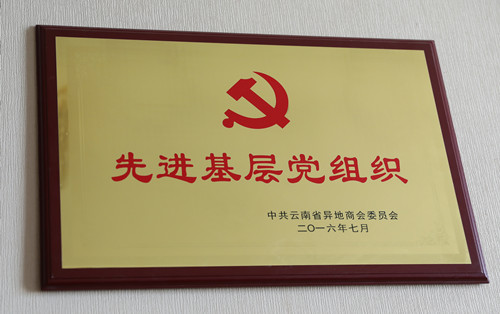 先进基层党组织
中共云南省异地商会委员会
二〇一六年七月